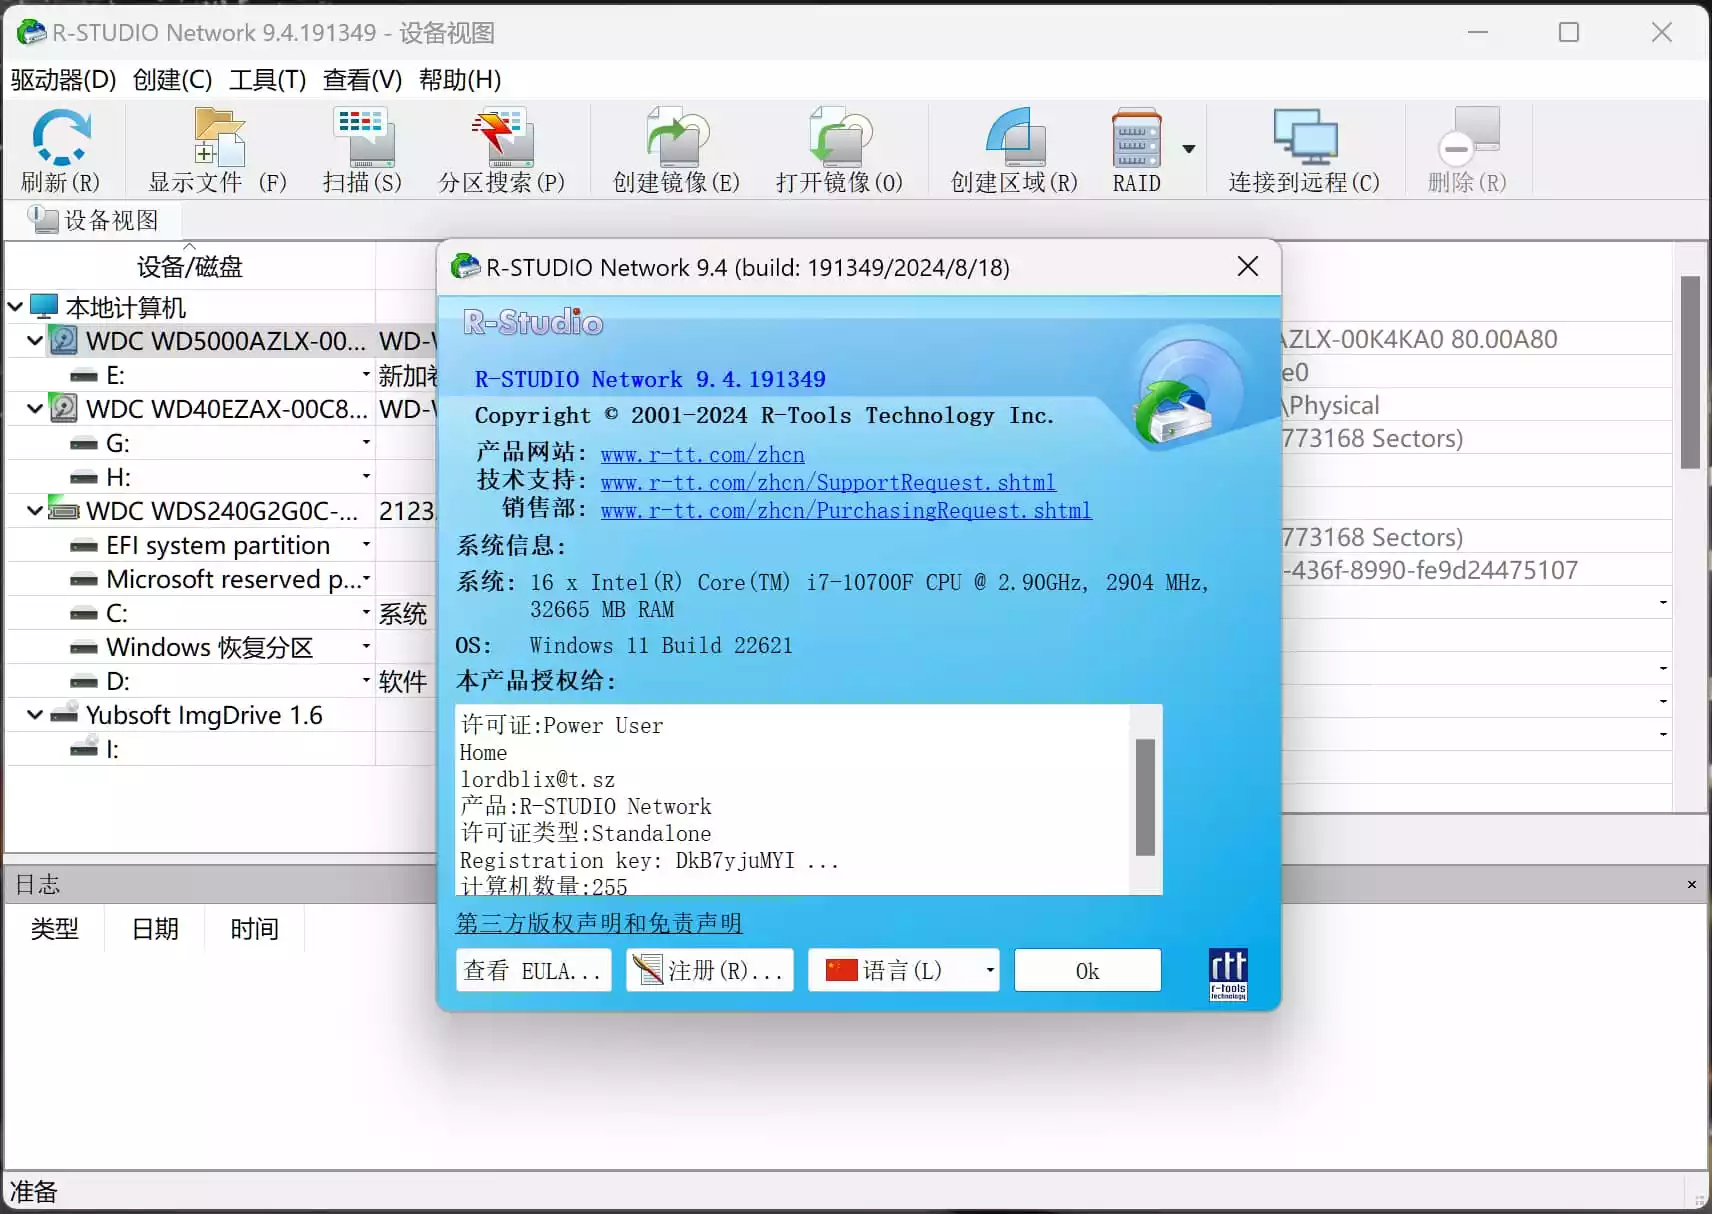 R-STUDIO Network 9.4.191349 - 设备视图
驱动器(D) 创建(C) 工具(T) 查看(V) 帮助(H)
刷新(R) 显示文件 (F) 扫描(S) 分区搜索(P) 创建镜像(E) 打开镜像(O) 创建区域(R) RAID 连接到远程(C) 删除(R)
设备视图
设备/磁盘
本地计算机
WDC WD5000AZLX-00... WD-
E: 新加
WDC WD40EZAX-00C8... WD-
G:
H:
WDC WDS240G2G0C-... 2123
EFI system partition
Microsoft reserved p...
C: 系统
Windows 恢复分区
D: 软件
Yubsoft ImgDrive 1.6
I:
AZLX-00K4KA0 80.00A80
e0
\Physical
773168 Sectors)
773168 Sectors)
-436f-8990-fe9d24475107
R-STUDIO Network 9.4 (build: 191349/2024/8/18)
R-Studio
R-STUDIO Network 9.4.191349
Copyright © 2001-2024 R-Tools Technology Inc.
产品网站: www.r-tt.com/zhcn
技术支持: www.r-tt.com/zhcn/SupportRequest.shtml
销售部: www.r-tt.com/zhcn/PurchasingRequest.shtml
系统信息:
系统: 16 x Intel(R) Core(TM) i7-10700F CPU @ 2.90GHz, 2904 MHz,
32665 MB RAM
OS: Windows 11 Build 22621
本产品授权给:
许可证:Power User
Home
lordblix@t.sz
产品:R-STUDIO Network
许可证类型:Standalone
Registration key: DkB7yjuMYI ...
计算机数量:255
第三方版权声明和免责声明
查看 EULA... 注册(R)... 语言(L) Ok
rtt
r-tools
technology
日志
类型 日期 时间
准备